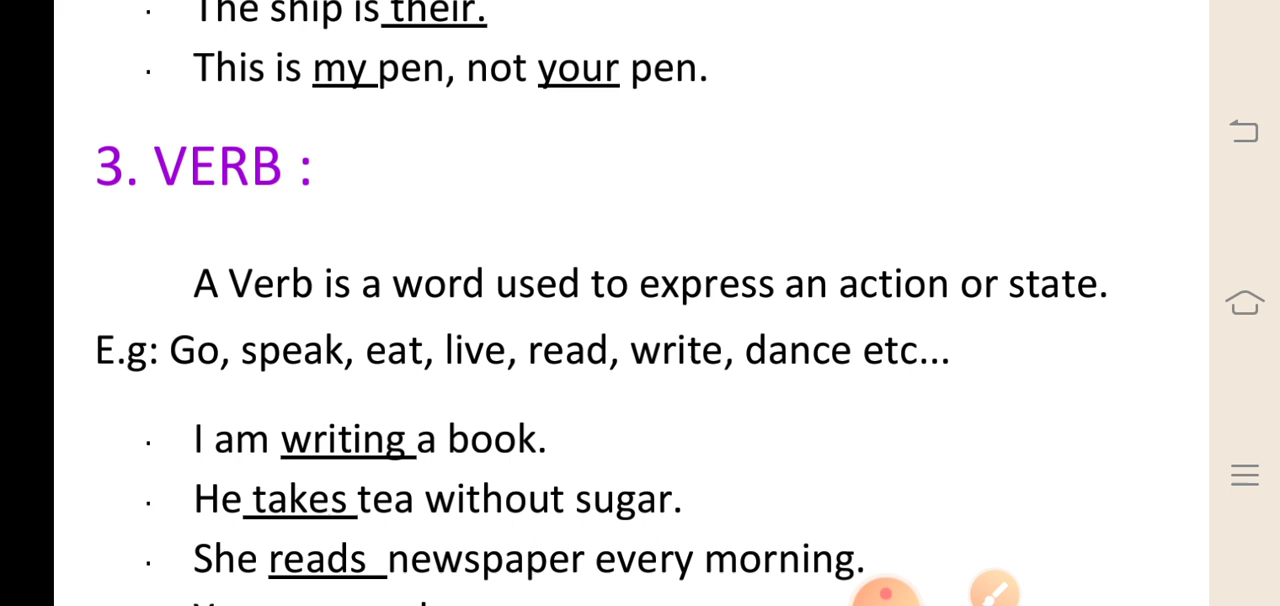 · The ship is their.
· This is my pen, not your pen.
3. VERB :
A Verb is a word used to express an action or state.
E.g: Go, speak, eat, live, read, write, dance etc...
· I am writing a book.
· He takes tea without sugar.
· She reads newspaper every morning.